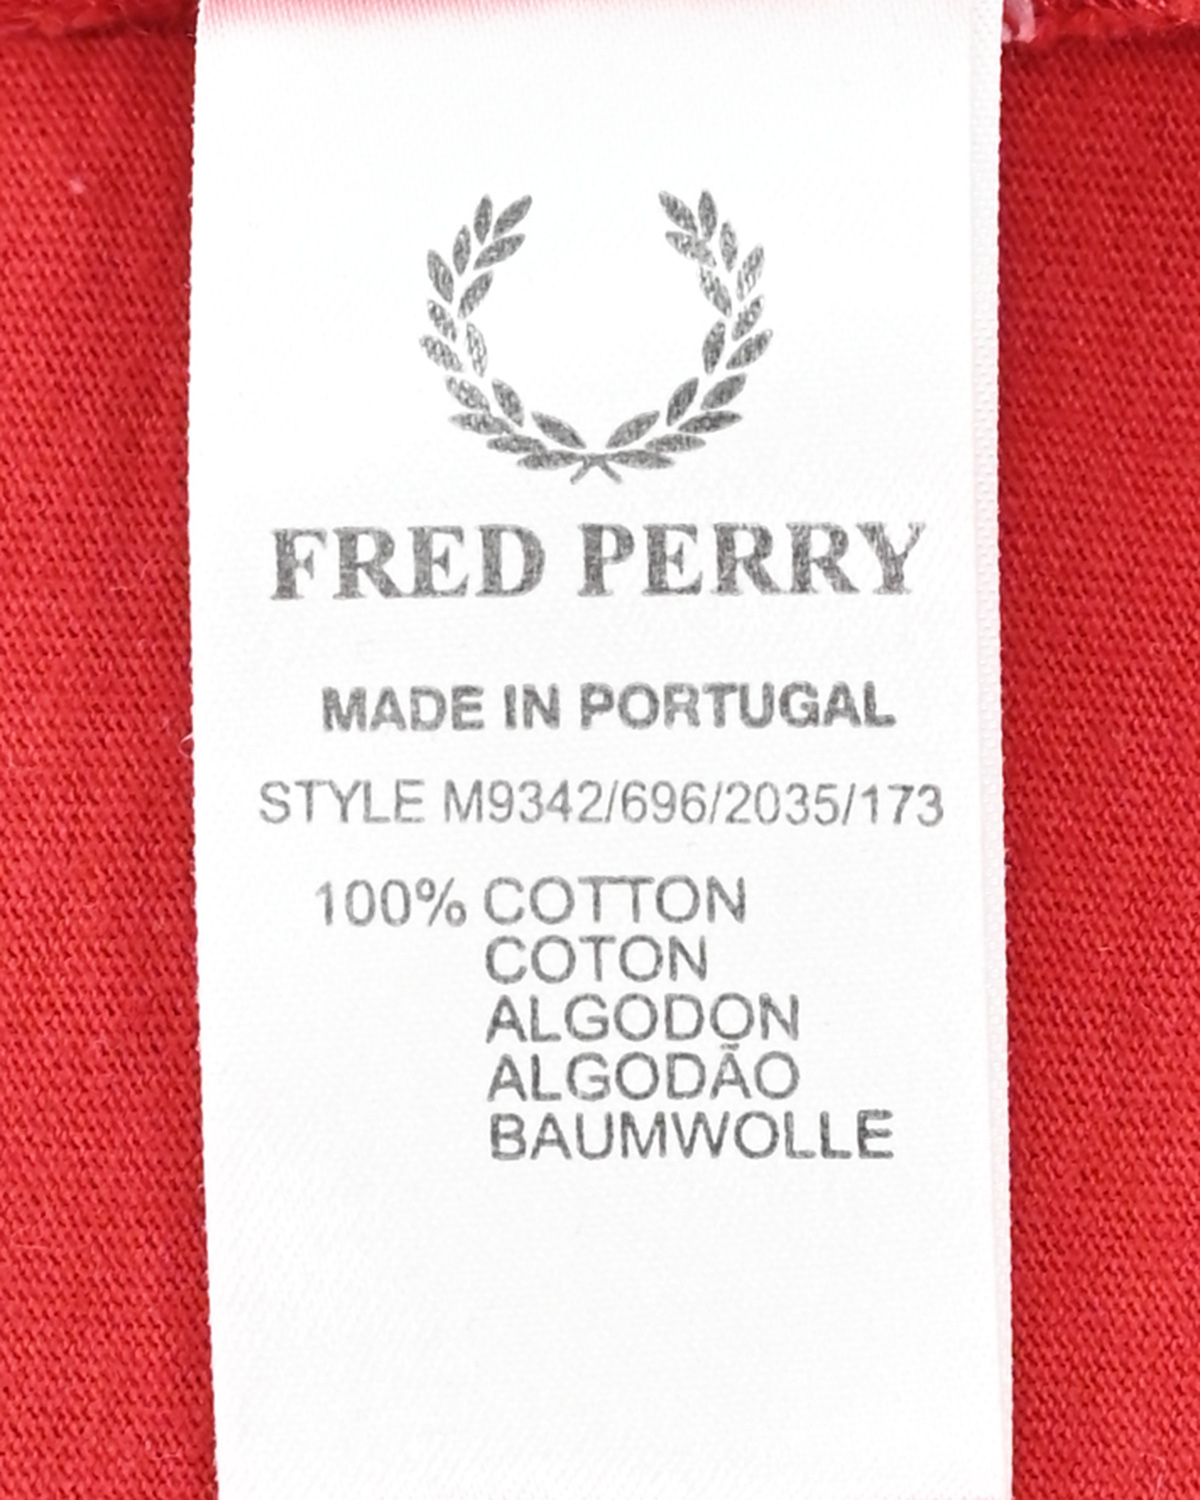 FRED PERRY
MADE IN PORTUGAL
STYLE M9342/696/2035/173
100% COTTON
COTON
ALGODON
ALGODÃO
BAUMWOLLE